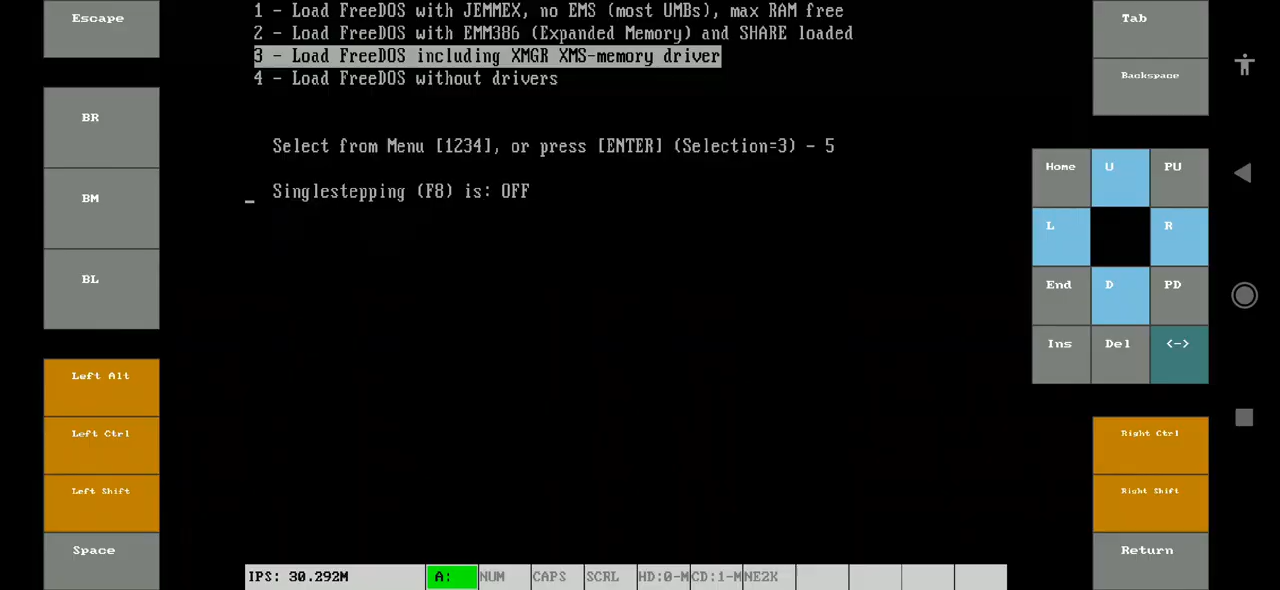 Escape
1 - Load FreeDOS with JEMMEX, no EMS (most UMBs), max RAM free
2 - Load FreeDOS with EMM386 (Expanded Memory) and SHARE loaded
3 - Load FreeDOS including XMGR XMS-memory driver
4 - Load FreeDOS without drivers
Select from Menu [1234], or press [ENTER] (Selection=3) - 5
Singlestepping (F8) is: OFF
_
Tab
Backspace
BR
BM
BL
Home U PU
L R
End D PD
Ins Del <->
Left Alt
Left Ctrl
Left Shift
Space
Right Ctrl
Right Shift
Return
IPS: 30.292M A: NUM CAPS SCRL HD:0-M CD:1-M NE2K